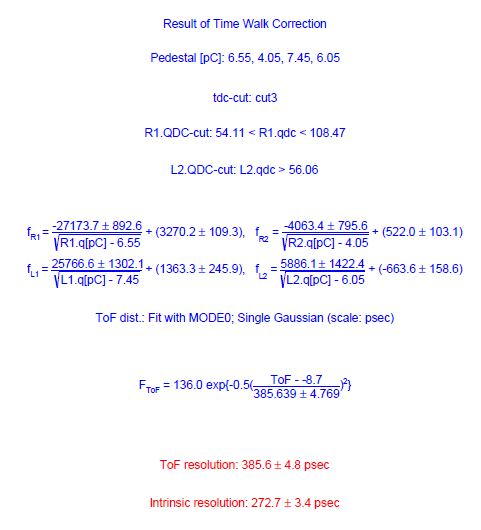 Result of Time Walk Correction
Pedestal [pC]: 6.55, 4.05, 7.45, 6.05
tdc-cut: cut3
R1.QDC-cut: 54.11 < R1.qdc < 108.47
L2.QDC-cut: L2.qdc > 56.06
f_R1 = (-27173.7 ± 892.6)/√(R1.q[pC] - 6.55) + (3270.2 ± 109.3), f_R2 = (-4063.4 ± 795.6)/√(R2.q[pC] - 4.05) + (522.0 ± 103.1)
f_L1 = (25766.6 ± 1302.1)/√(L1.q[pC] - 7.45) + (1363.3 ± 245.9), f_L2 = (5886.1 ± 1422.4)/√(L2.q[pC] - 6.05) + (-663.6 ± 158.6)
ToF dist.: Fit with MODE0; Single Gaussian (scale: psec)
F_ToF = 136.0 exp{-0.5((ToF - -8.7)/(385.639 ± 4.769))²}
ToF resolution: 385.6 ± 4.8 psec
Intrinsic resolution: 272.7 ± 3.4 psec